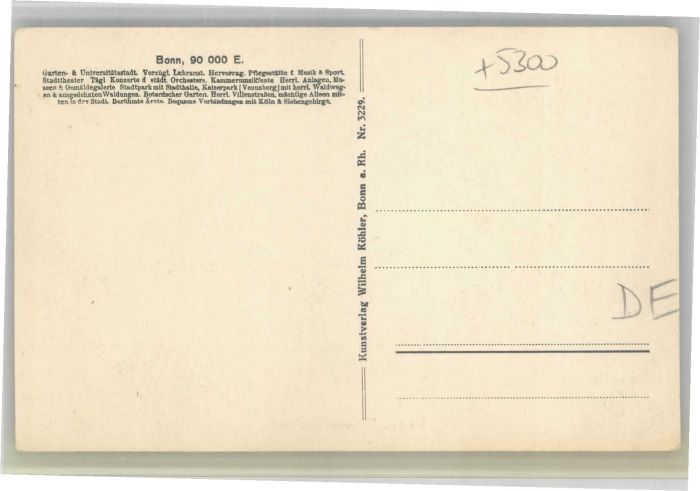 Bonn, 90 000 E.
Garten- & Universitätsstadt. Vorzügl. Lehranst. Hervorrag. Pflegestätte f. Musik & Sport.
Stadttheater Tägl Konzerte d städt. Orchesters. Kammermusikfeste Herrl. Anlagen, Mu-
seen & Gemäldegalerie Stadtpark mit Stadthalle, Kaiserpark [Venusberg] mit herrl. Waldweg-
en & ausgedehnten Waldungen. Botanischer Garten. Herrl. Villenstraßen, mächtige Alleen mit-
ten in der Stadt. Berühmte Ärzte. Bequeme Verbindungen mit Köln & Siebengebirge.
Kunstverlag Wilhelm Köhler, Bonn a. Rh. Nr. 3229.
+5300
DE